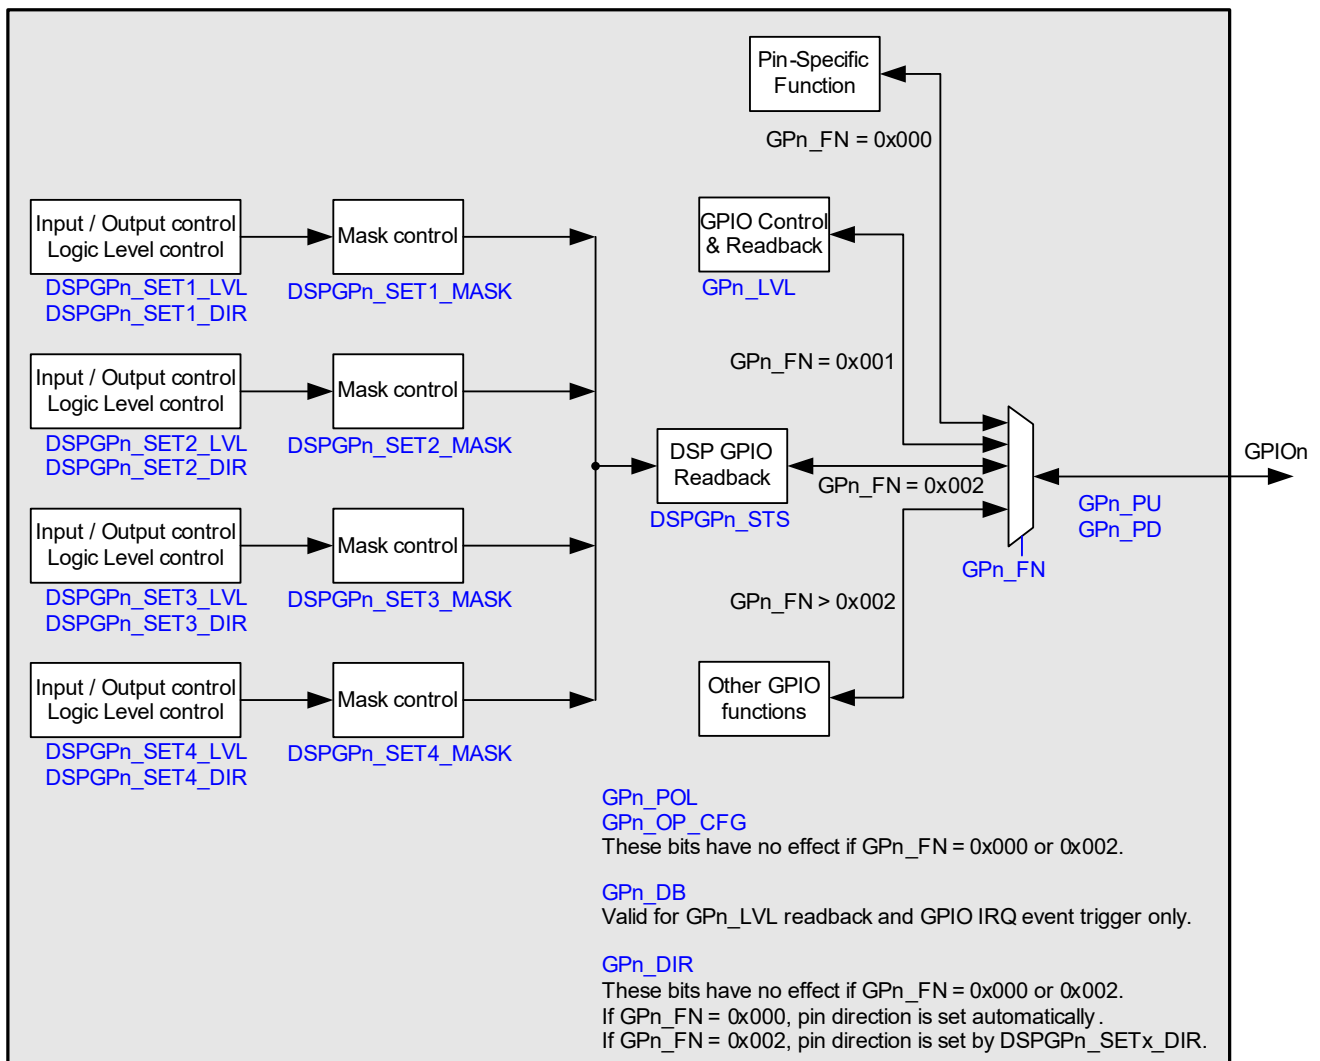 Pin-Specific
Function
GPn_FN = 0x000
Input / Output control
Logic Level control
DSPGPn_SET1_LVL
DSPGPn_SET1_DIR
Mask control
DSPGPn_SET1_MASK
GPIO Control
& Readback
GPn_LVL
GPn_FN = 0x001
Input / Output control
Logic Level control
DSPGPn_SET2_LVL
DSPGPn_SET2_DIR
Mask control
DSPGPn_SET2_MASK
DSP GPIO
Readback
DSPGPn_STS
GPn_FN = 0x002
GPIOn
GPn_PU
GPn_PD
GPn_FN
Input / Output control
Logic Level control
DSPGPn_SET3_LVL
DSPGPn_SET3_DIR
Mask control
DSPGPn_SET3_MASK
GPn_FN > 0x002
Input / Output control
Logic Level control
DSPGPn_SET4_LVL
DSPGPn_SET4_DIR
Mask control
DSPGPn_SET4_MASK
Other GPIO
functions
GPn_POL
GPn_OP_CFG
These bits have no effect if GPn_FN = 0x000 or 0x002.
GPn_DB
Valid for GPn_LVL readback and GPIO IRQ event trigger only.
GPn_DIR
These bits have no effect if GPn_FN = 0x000 or 0x002.
If GPn_FN = 0x000, pin direction is set automatically.
If GPn_FN = 0x002, pin direction is set by DSPGPn_SETx_DIR.